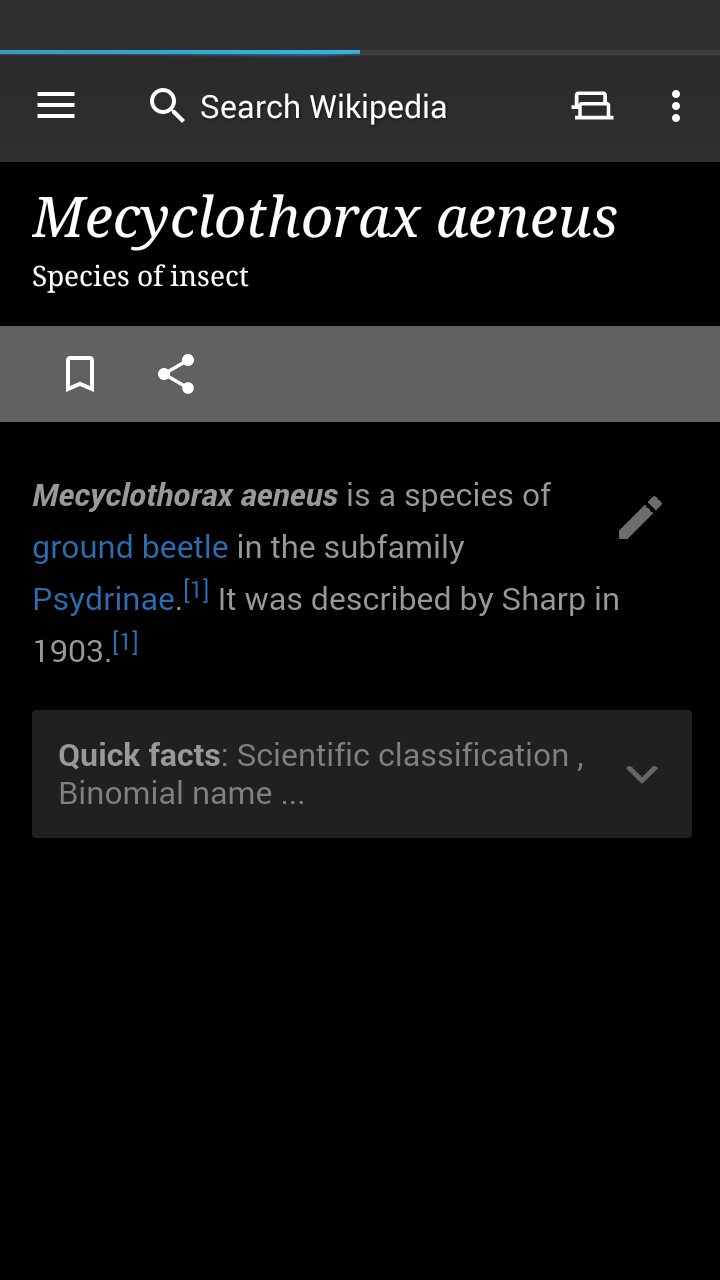 Search Wikipedia
Mecyclothorax aeneus
Species of insect
Mecyclothorax aeneus is a species of
ground beetle in the subfamily
Psydrinae.[1] It was described by Sharp in
1903.[1]
Quick facts: Scientific classification ,
Binomial name ...